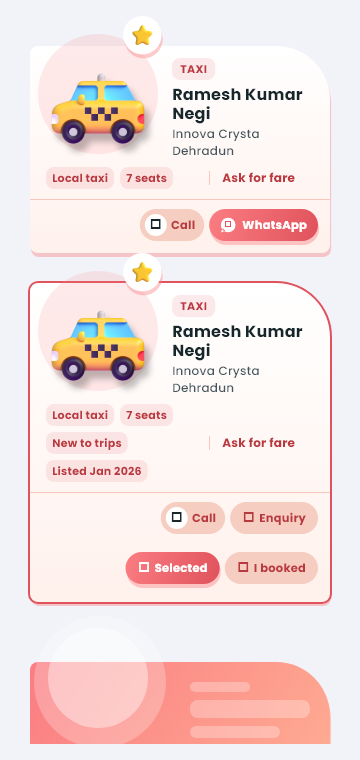 TAXI
Ramesh Kumar
Negi
Innova Crysta
Dehradun
Local taxi 7 seats Ask for fare
Call WhatsApp
TAXI
Ramesh Kumar
Negi
Innova Crysta
Dehradun
Local taxi 7 seats
New to trips Ask for fare
Listed Jan 2026
Call Enquiry
Selected I booked